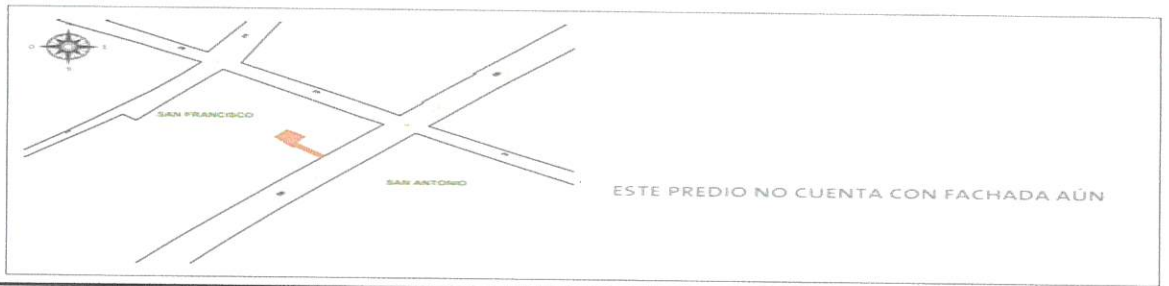 O
S
SAN FRANCISCO
SAN ANTONIO
ESTE PREDIO NO CUENTA CON FACHADA AÚN